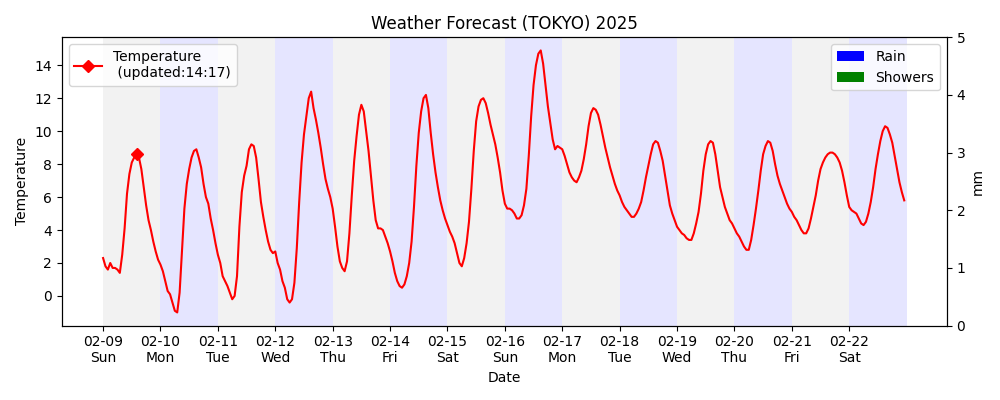 Weather Forecast (TOKYO) 2025
Temperature
(updated:14:17)
Rain
Showers
Temperature
14
12
10
8
6
4
2
0
5
4
3
2
1
0
mm
02-09 02-10 02-11 02-12 02-13 02-14 02-15 02-16 02-17 02-18 02-19 02-20 02-21 02-22
Sun Mon Tue Wed Thu Fri Sat Sun Mon Tue Wed Thu Fri Sat
Date